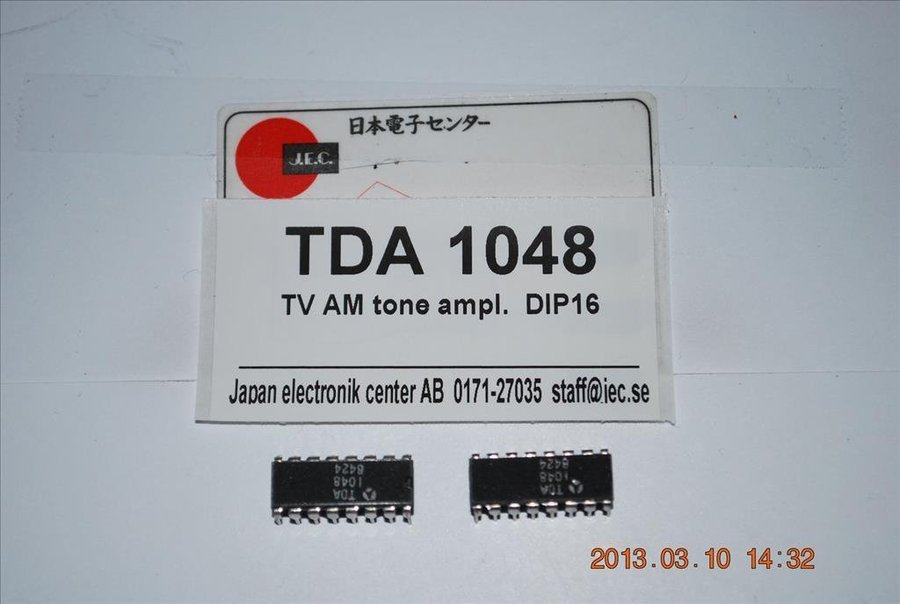 日本電子センター
J.E.C.
TDA 1048
TV AM tone ampl. DIP16
Japan electronik center AB 0171-27035 staff@jec.se
TDA
1048
8424
TDA
1048
8424
2013.03.10 14:32